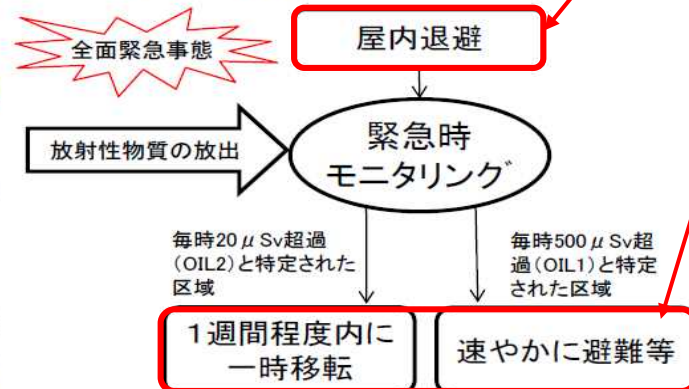 全面緊急事態
屋内退避
放射性物質の放出
緊急時
モニタリング
毎時20μSv超過
(OIL2)と特定された
区域
毎時500μSv超
過(OIL1)と特定
された区域
1週間程度内に
一時移転
速やかに避難等